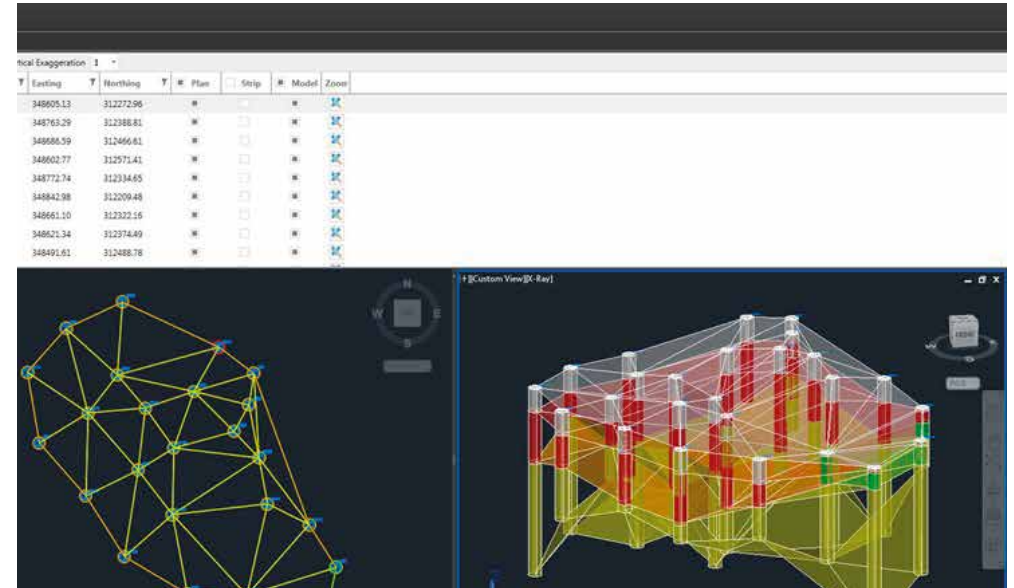 tical Exaggeration 1
Easting Northing Plan Strip Model Zoom
348605.13 312272.96
348763.29 312388.81
348686.59 312466.61
348602.77 312571.41
348772.74 312334.65
348842.98 312209.48
348661.10 312322.16
348621.34 312374.49
348491.61 312488.78
N
W E
S
[+][Custom View][X-Ray]